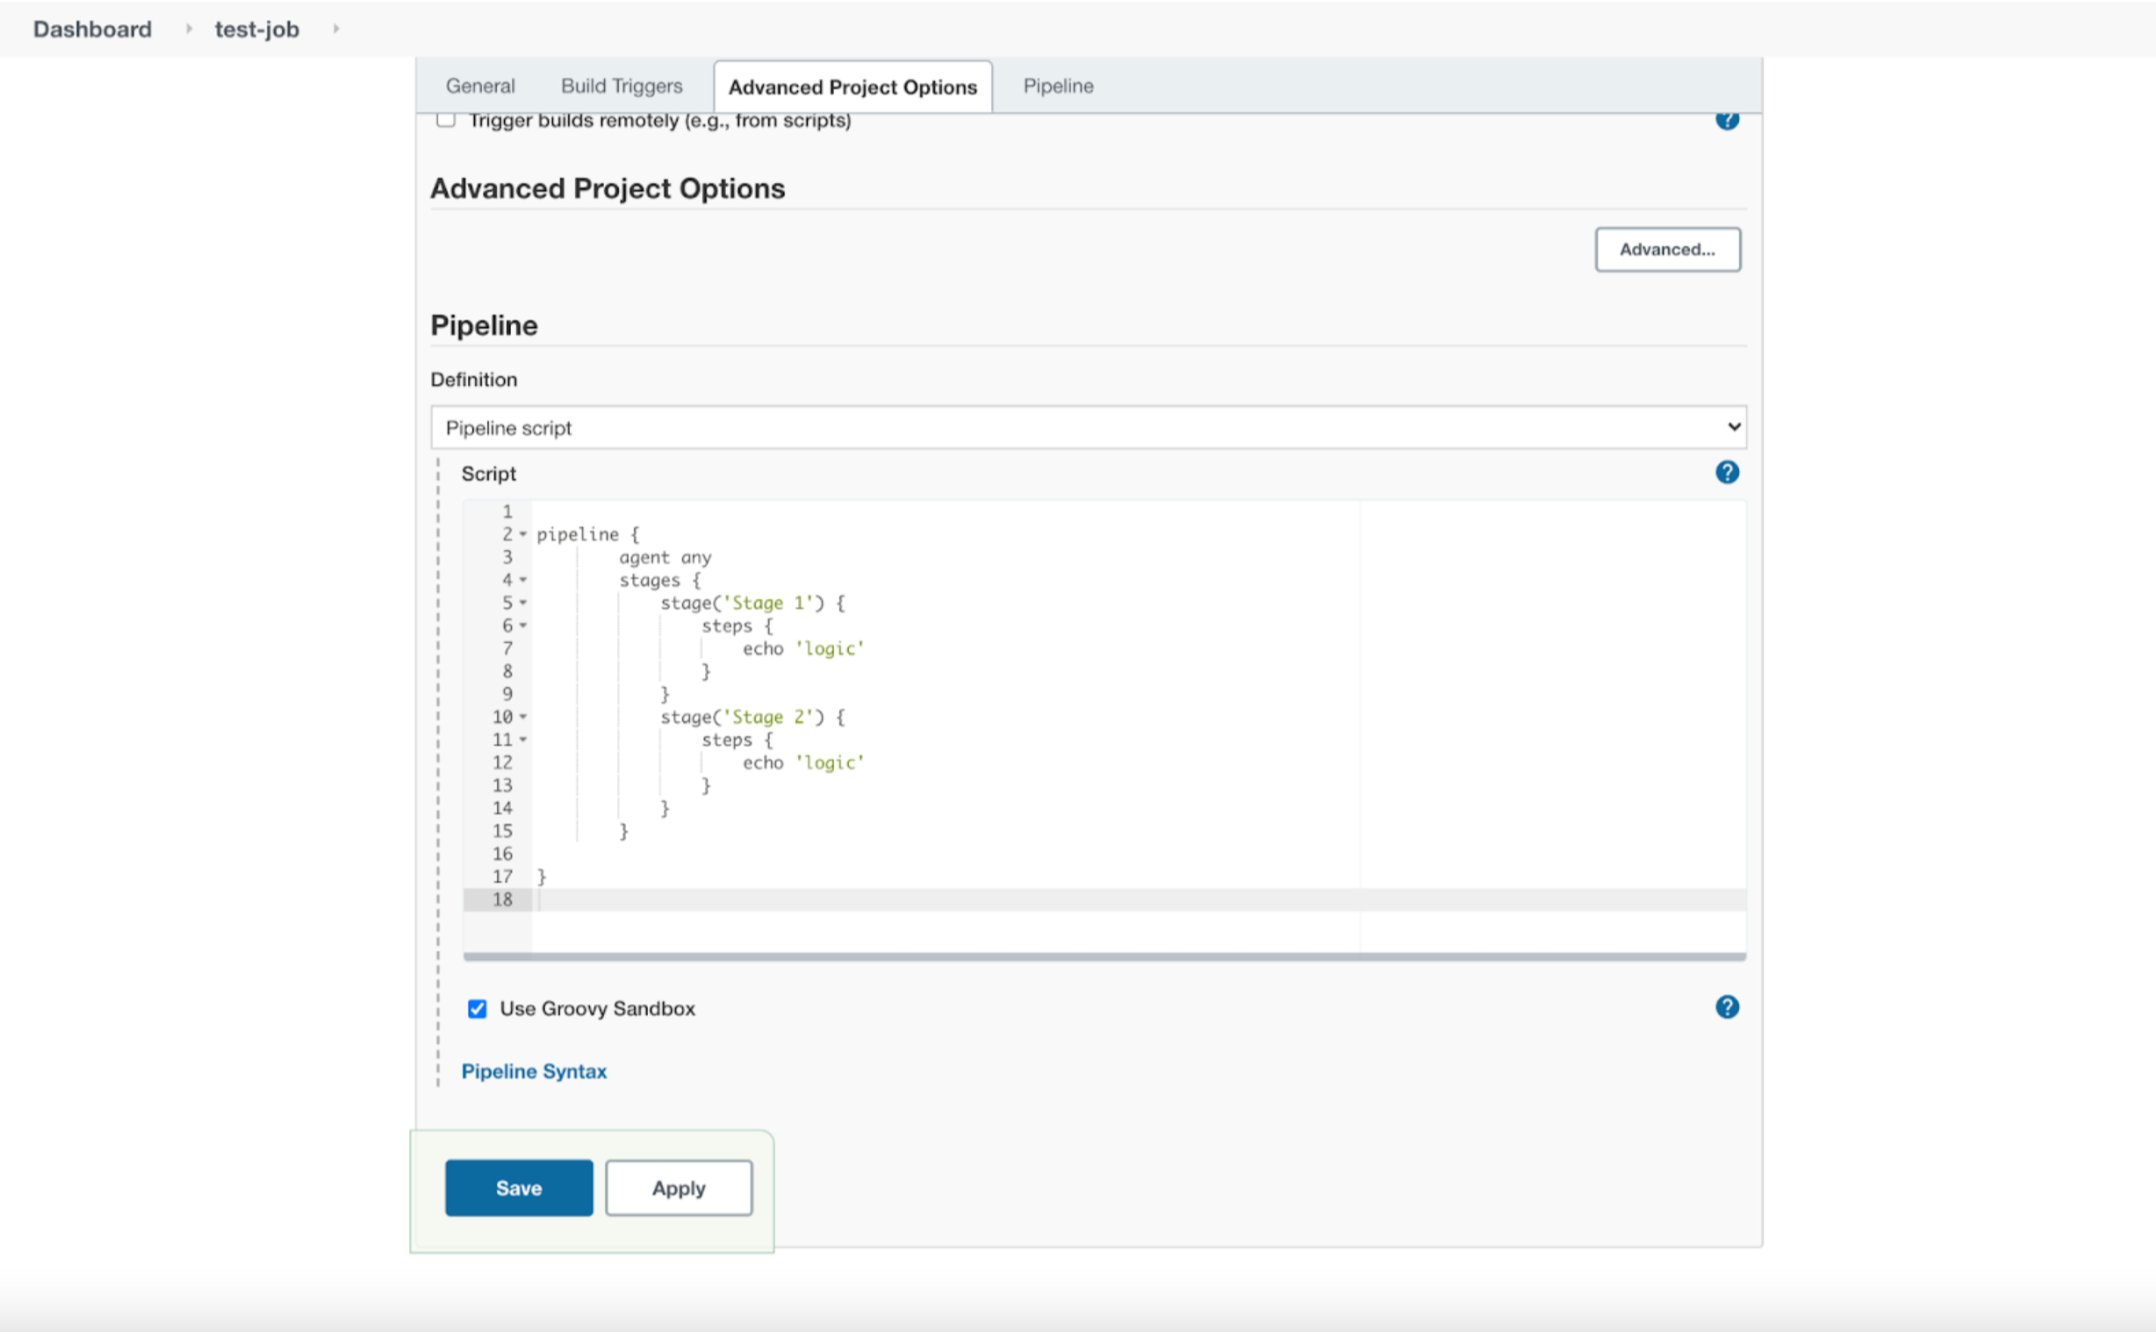 Dashboard test-job
General Build Triggers Advanced Project Options Pipeline
Trigger builds remotely (e.g., from scripts) ?
Advanced Project Options
Advanced...
Pipeline
Definition
Pipeline script
Script ?
1
2 pipeline {
3 agent any
4 stages {
5 stage('Stage 1') {
6 steps {
7 echo 'logic'
8 }
9 }
10 stage('Stage 2') {
11 steps {
12 echo 'logic'
13 }
14 }
15 }
16
17 }
18
Use Groovy Sandbox ?
Pipeline Syntax
Save Apply